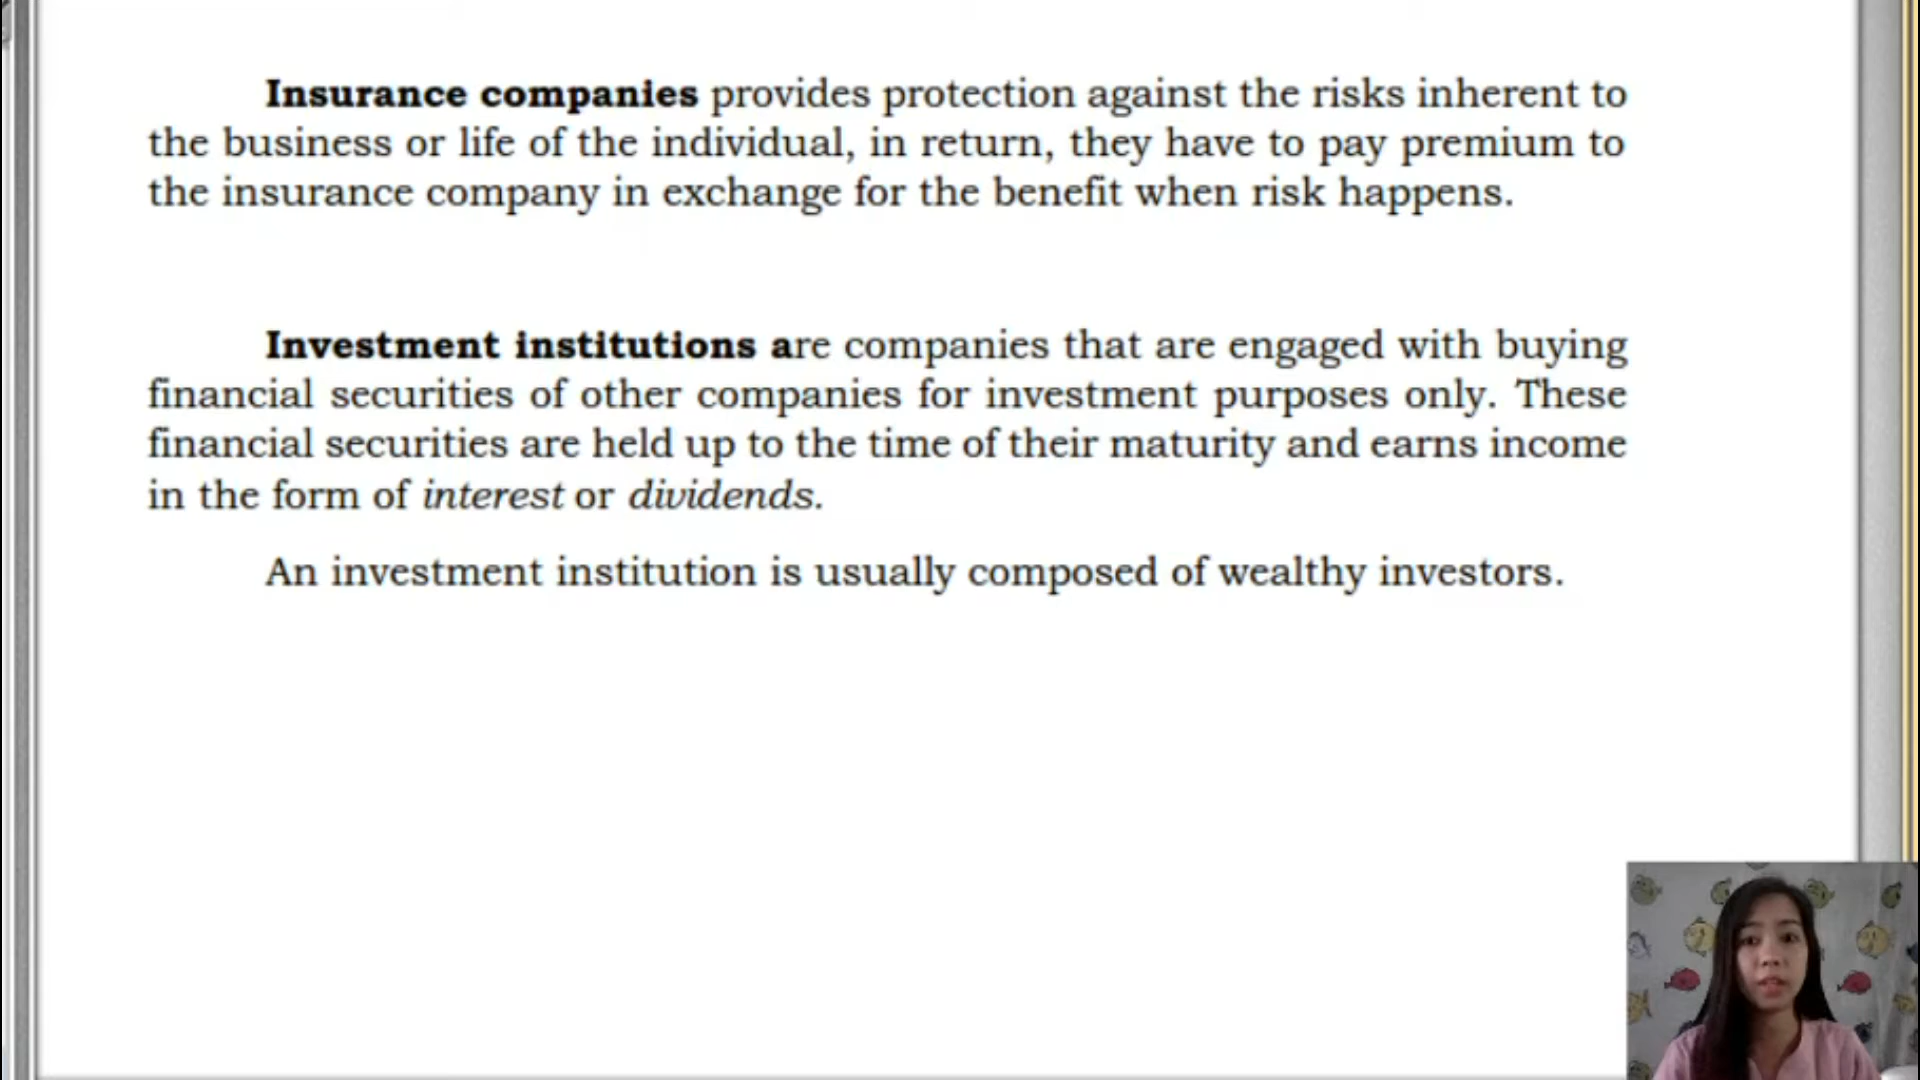 Insurance companies provides protection against the risks inherent to
the business or life of the individual, in return, they have to pay premium to
the insurance company in exchange for the benefit when risk happens.
Investment institutions are companies that are engaged with buying
financial securities of other companies for investment purposes only. These
financial securities are held up to the time of their maturity and earns income
in the form of interest or dividends.
An investment institution is usually composed of wealthy investors.